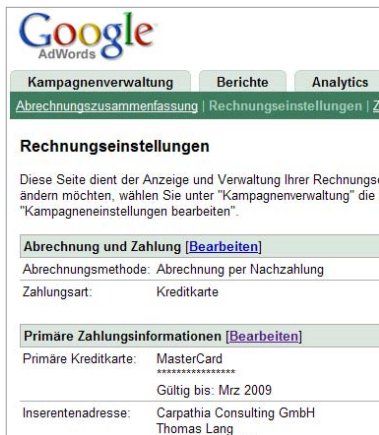 Google
AdWords
Kampagnenverwaltung Berichte Analytics
Abrechnungszusammenfassung | Rechnungseinstellungen |
Rechnungseinstellungen
Diese Seite dient der Anzeige und Verwaltung Ihrer
ändern möchten, wählen Sie unter "Kampagnenverwaltung" die
"Kampagneneinstellungen bearbeiten".
Abrechnung und Zahlung [Bearbeiten]
Abrechnungsmethode: Abrechnung per Nachzahlung
Zahlungsart: Kreditkarte
Primäre Zahlungsinformationen [Bearbeiten]
Primäre Kreditkarte: MasterCard
****************
Gültig bis: Mrz 2009
Inserentenadresse: Carpathia Consulting GmbH
Thomas Lang